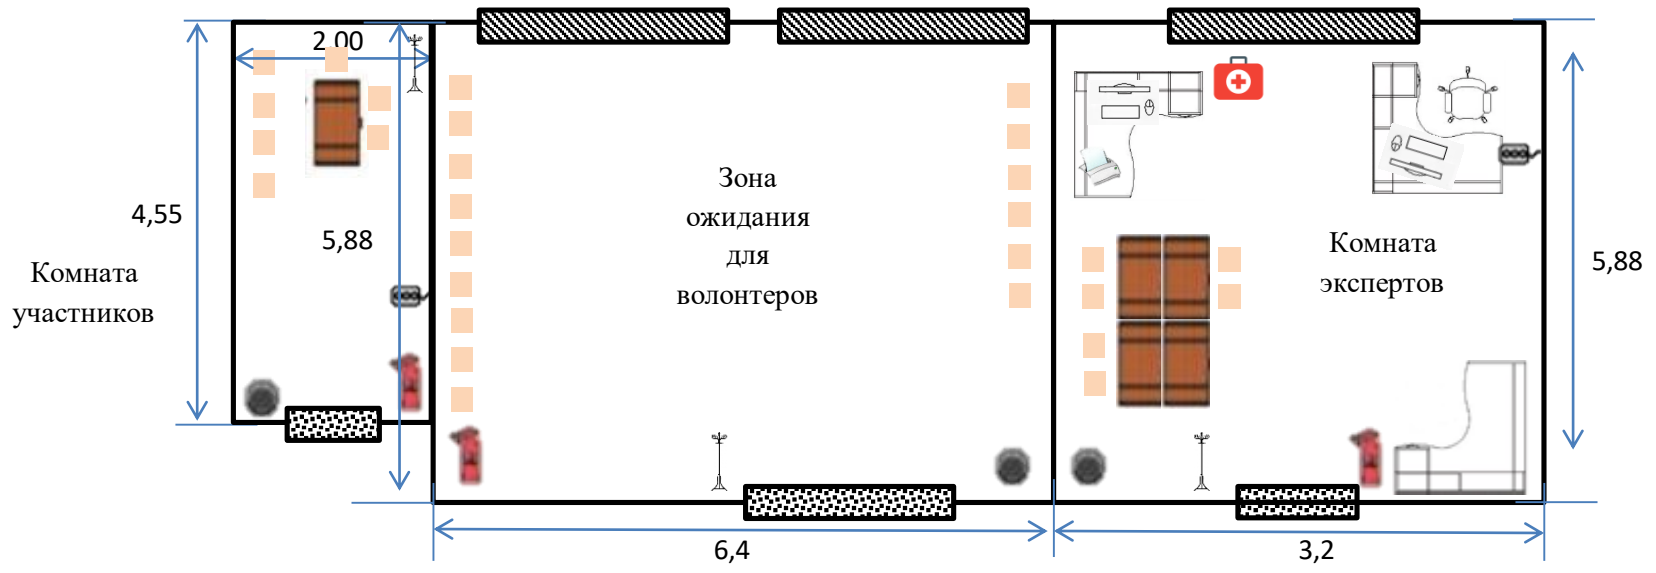 2,00
4,55
5,88
Комната
участников
Зона
ожидания
для
волонтеров
Комната
экспертов
5,88
6,4
3,2